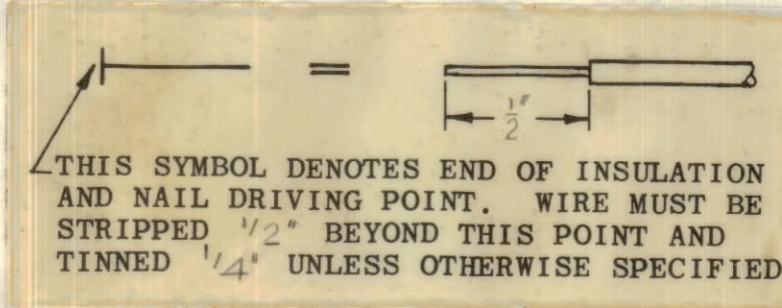 =
1/2"
THIS SYMBOL DENOTES END OF INSULATION
AND NAIL DRIVING POINT. WIRE MUST BE
STRIPPED 1/2" BEYOND THIS POINT AND
TINNED 1/4" UNLESS OTHERWISE SPECIFIED